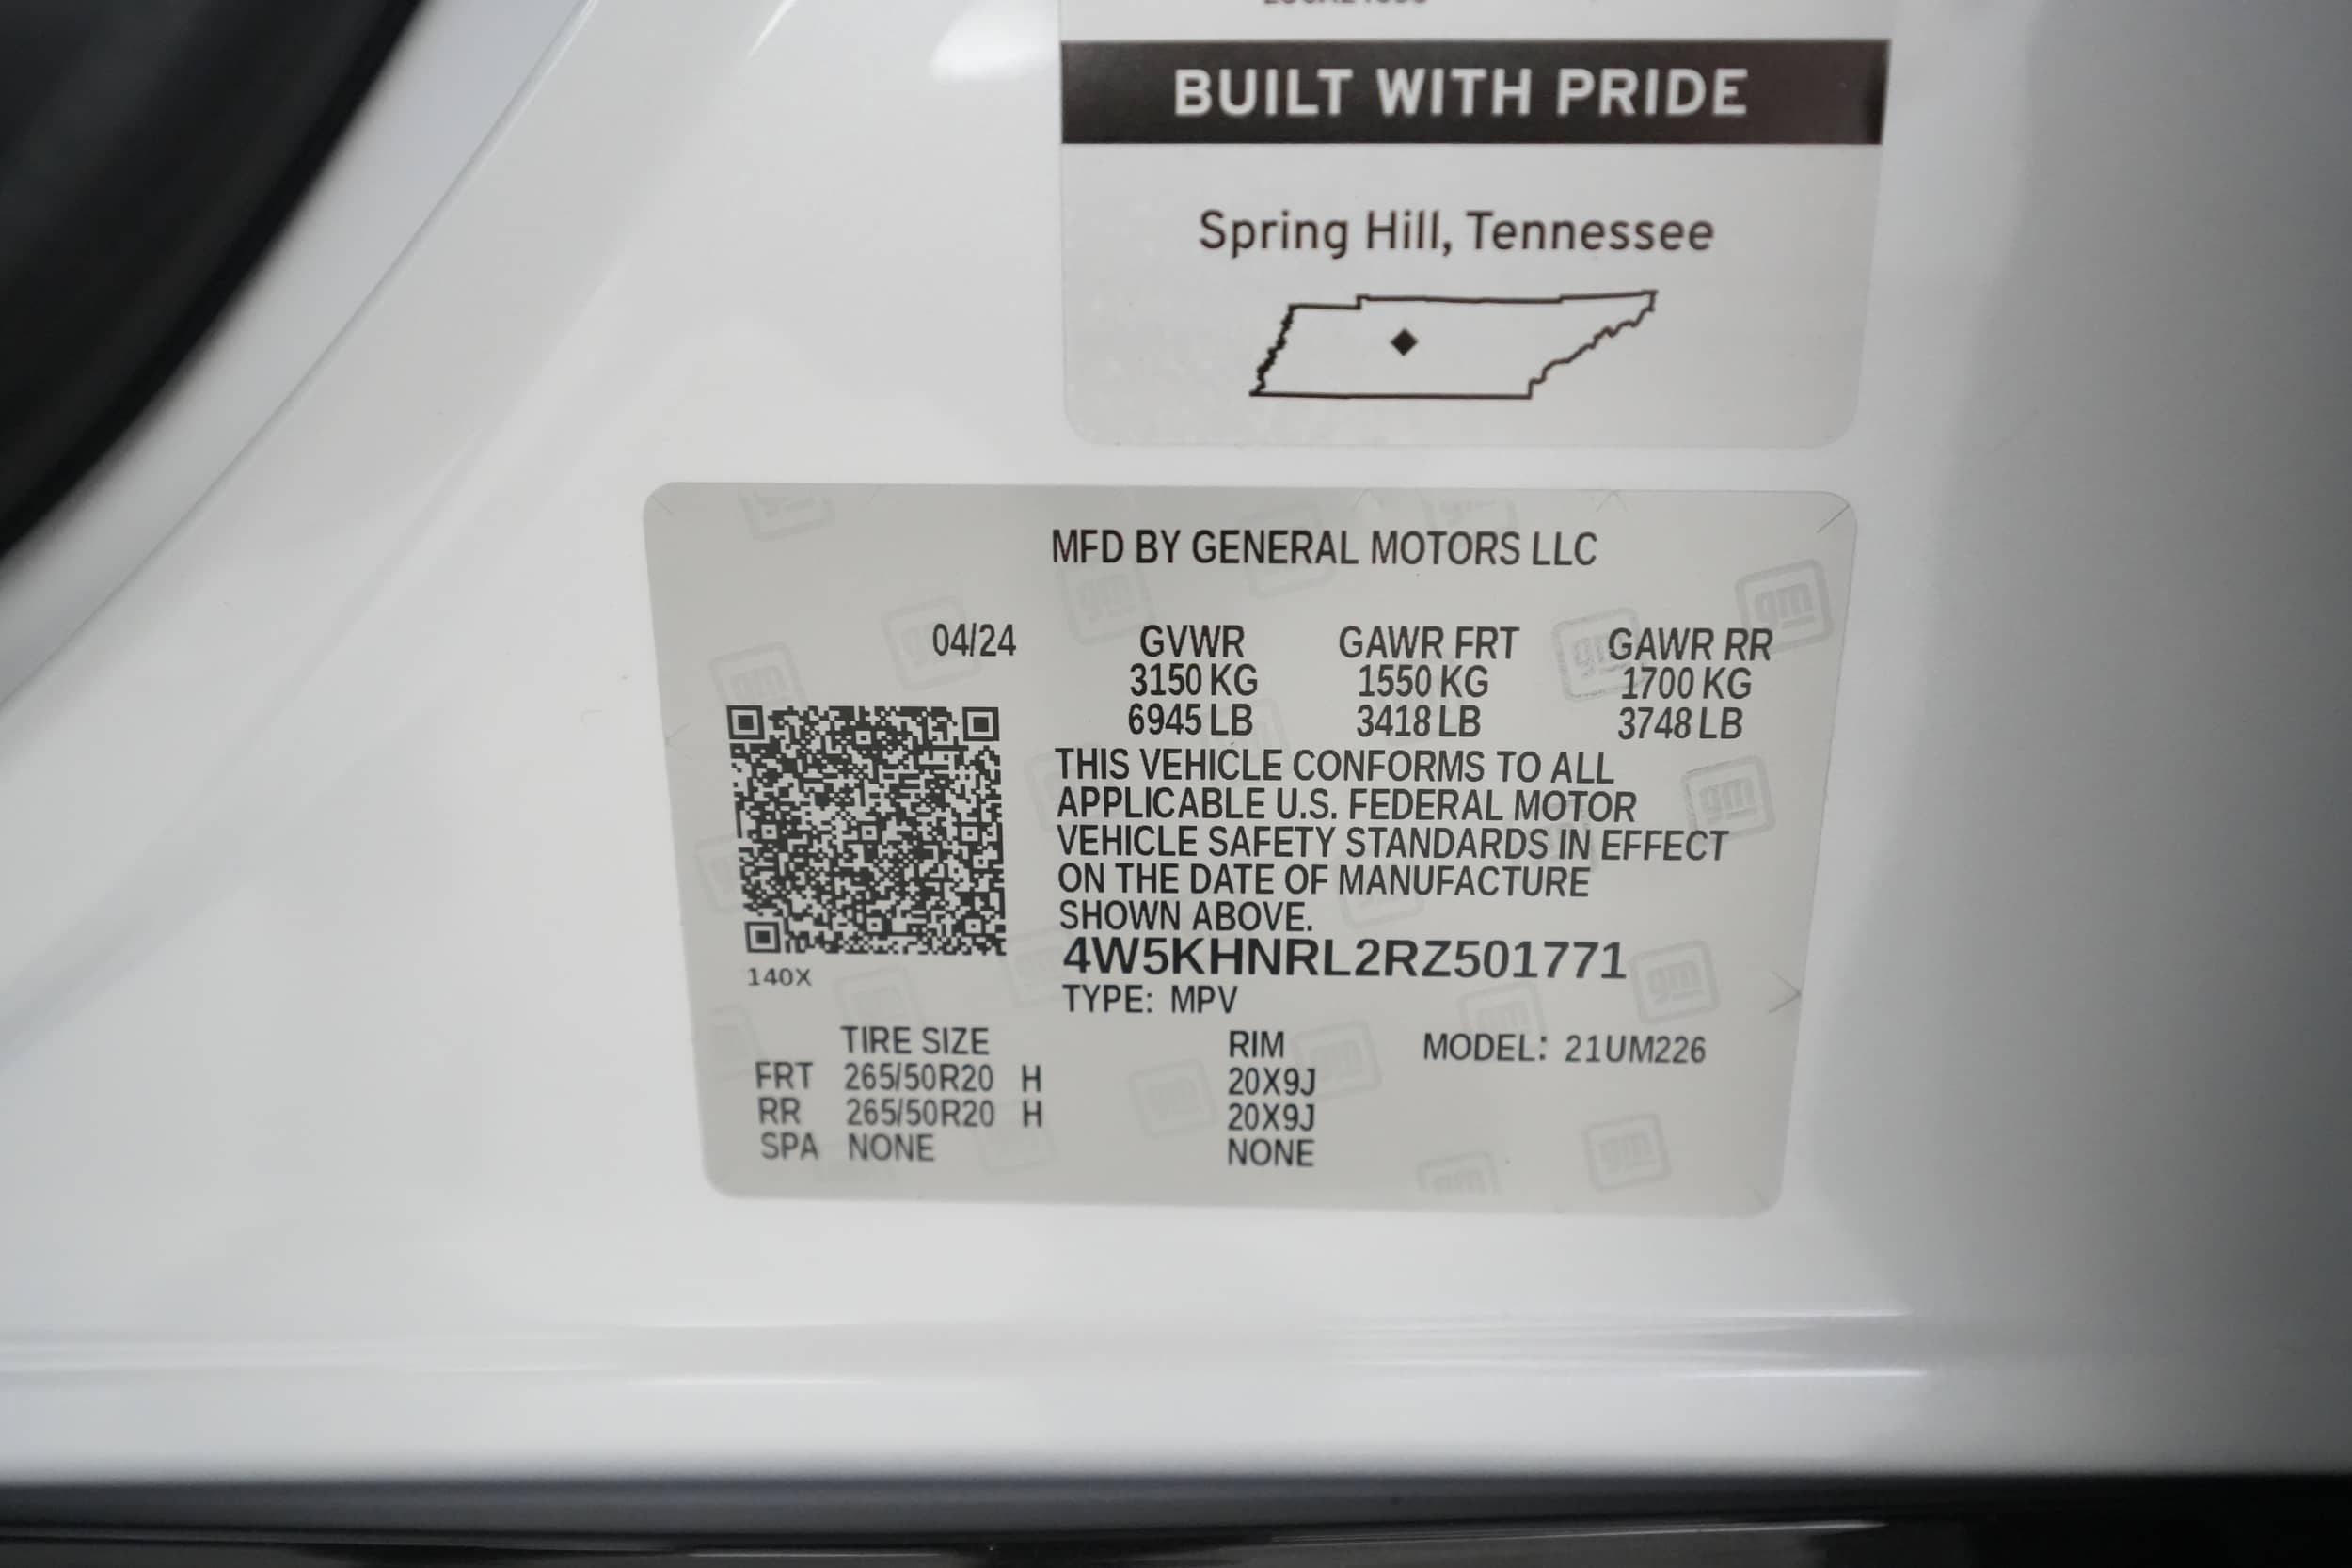 BUILT WITH PRIDE
Spring Hill, Tennessee
MFD BY GENERAL MOTORS LLC
04/24 GVWR GAWR FRT GAWR RR
3150 KG 1550 KG 1700 KG
6945 LB 3418 LB 3748 LB
THIS VEHICLE CONFORMS TO ALL
APPLICABLE U.S. FEDERAL MOTOR
VEHICLE SAFETY STANDARDS IN EFFECT
ON THE DATE OF MANUFACTURE
SHOWN ABOVE.
4W5KHNRL2RZ501771
140X
TYPE: MPV
TIRE SIZE RIM MODEL: 21UM226
FRT 265/50R20 H 20X9J
RR 265/50R20 H 20X9J
SPA NONE NONE